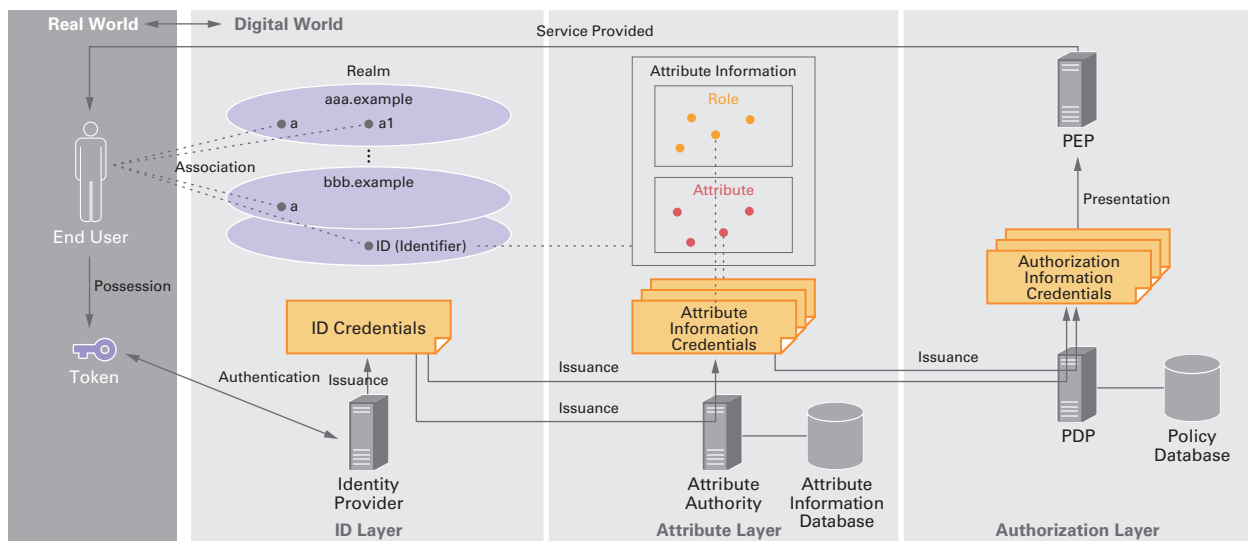 Real World
Digital World
Service Provided
Realm
aaa.example
a
a1
Association
bbb.example
a
ID (Identifier)
End User
Possession
Token
Authentication
ID Credentials
Issuance
Identity
Provider
ID Layer
Attribute Information
Role
Attribute
Attribute
Information
Credentials
Issuance
Issuance
Attribute
Authority
Attribute
Information
Database
Attribute Layer
PEP
Presentation
Authorization
Information
Credentials
Issuance
PDP
Policy
Database
Authorization Layer